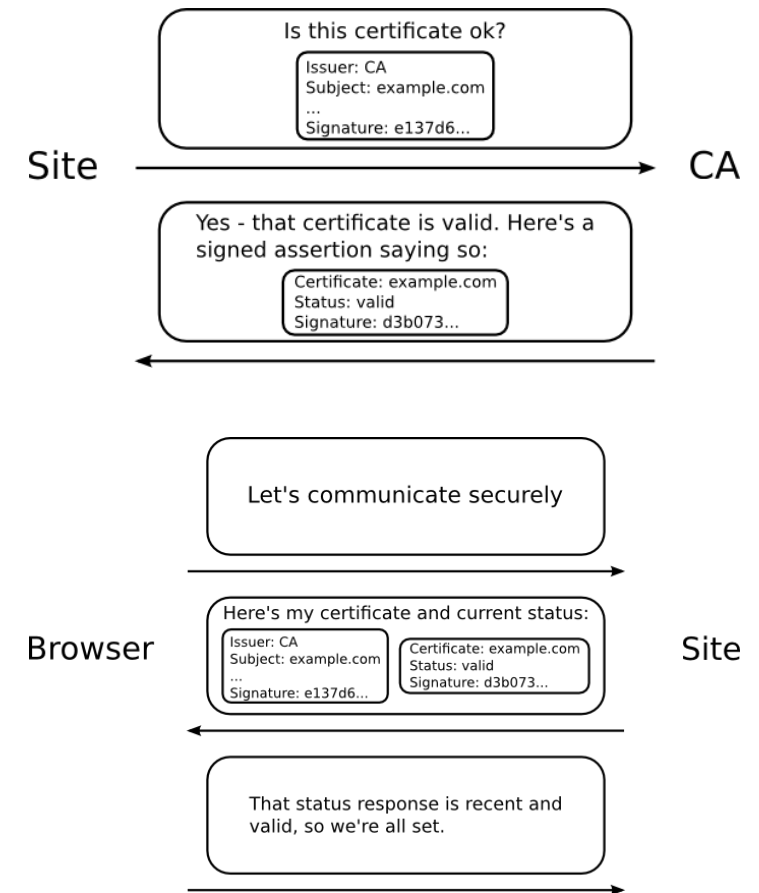 Is this certificate ok?
Issuer: CA
Subject: example.com
...
Signature: e137d6...
Site
CA
Yes - that certificate is valid. Here's a
signed assertion saying so:
Certificate: example.com
Status: valid
Signature: d3b073...
Let's communicate securely
Browser
Here's my certificate and current status:
Issuer: CA
Subject: example.com
...
Signature: e137d6...
Certificate: example.com
Status: valid
Signature: d3b073...
Site
That status response is recent and
valid, so we're all set.